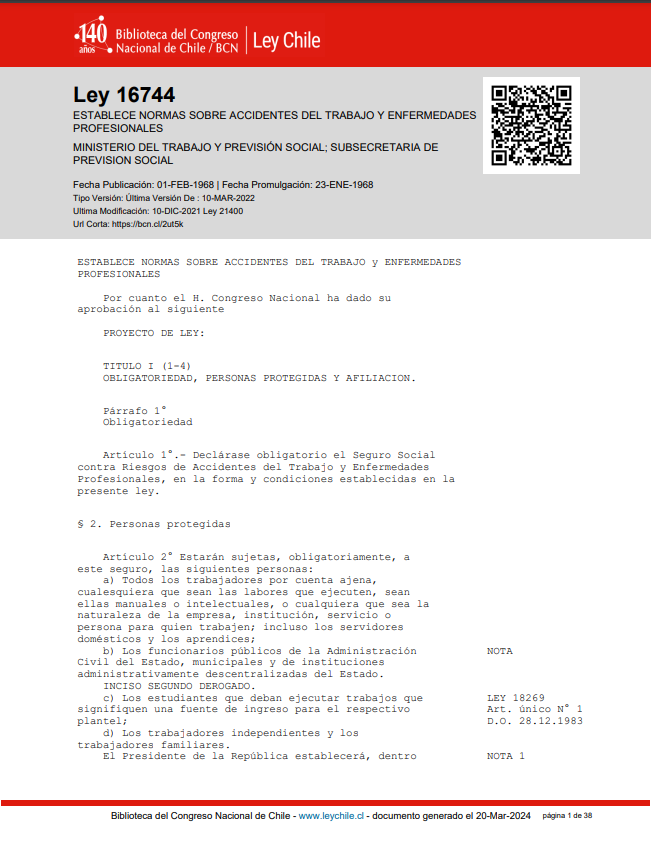 140
años
Biblioteca del Congreso
Nacional de Chile / BCN
Ley Chile
Ley 16744
ESTABLECE NORMAS SOBRE ACCIDENTES DEL TRABAJO Y ENFERMEDADES
PROFESIONALES
MINISTERIO DEL TRABAJO Y PREVISIÓN SOCIAL; SUBSECRETARIA DE
PREVISION SOCIAL
Fecha Publicación: 01-FEB-1968 | Fecha Promulgación: 23-ENE-1968
Tipo Versión: Última Versión De : 10-MAR-2022
Ultima Modificación: 10-DIC-2021 Ley 21400
Url Corta: https://bcn.cl/2ut5k
ESTABLECE NORMAS SOBRE ACCIDENTES DEL TRABAJO y ENFERMEDADES
PROFESIONALES
Por cuanto el H. Congreso Nacional ha dado su
aprobación al siguiente
PROYECTO DE LEY:
TITULO I (1-4)
OBLIGATORIEDAD, PERSONAS PROTEGIDAS Y AFILIACION.
Párrafo 1°
Obligatoriedad
Artículo 1°.- Declárase obligatorio el Seguro Social
contra Riesgos de Accidentes del Trabajo y Enfermedades
Profesionales, en la forma y condiciones establecidas en la
presente ley.
§ 2. Personas protegidas
Artículo 2° Estarán sujetas, obligatoriamente, a
este seguro, las siguientes personas:
a) Todos los trabajadores por cuenta ajena,
cualesquiera que sean las labores que ejecuten, sean
ellas manuales o intelectuales, o cualquiera que sea la
naturaleza de la empresa, institución, servicio o
persona para quien trabajen; incluso los servidores
domésticos y los aprendices;
b) Los funcionarios públicos de la Administración NOTA
Civil del Estado, municipales y de instituciones
administrativamente descentralizadas del Estado.
INCISO SEGUNDO DEROGADO.
c) Los estudiantes que deban ejecutar trabajos que LEY 18269
signifiquen una fuente de ingreso para el respectivo Art. único N° 1
plantel; D.O. 28.12.1983
d) Los trabajadores independientes y los
trabajadores familiares.
El Presidente de la República establecerá, dentro NOTA 1
Biblioteca del Congreso Nacional de Chile - www.leychile.cl - documento generado el 20-Mar-2024 página 1 de 38